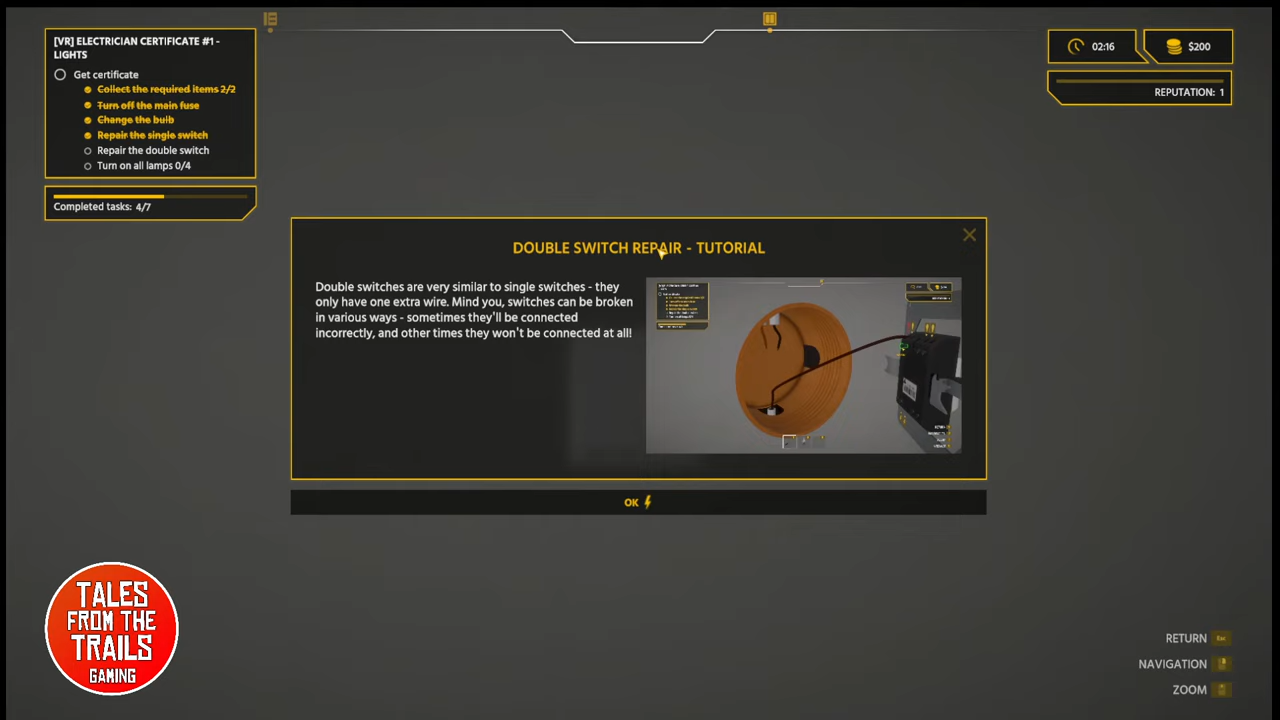 [VR] ELECTRICIAN CERTIFICATE #1 -
LIGHTS
Get certificate
Collect the required items 2/2
Turn off the main fuse
Change the bulb
Repair the single switch
Repair the double switch
Turn on all lamps 0/4
Completed tasks: 4/7
02:16
$200
REPUTATION: 1
DOUBLE SWITCH REPAIR - TUTORIAL
Double switches are very similar to single switches - they
only have one extra wire. Mind you, switches can be broken
in various ways - sometimes they'll be connected
incorrectly, and other times they won't be connected at all!
OK
TALES
FROM THE
TRAILS
GAMING
RETURN Esc
NAVIGATION
ZOOM